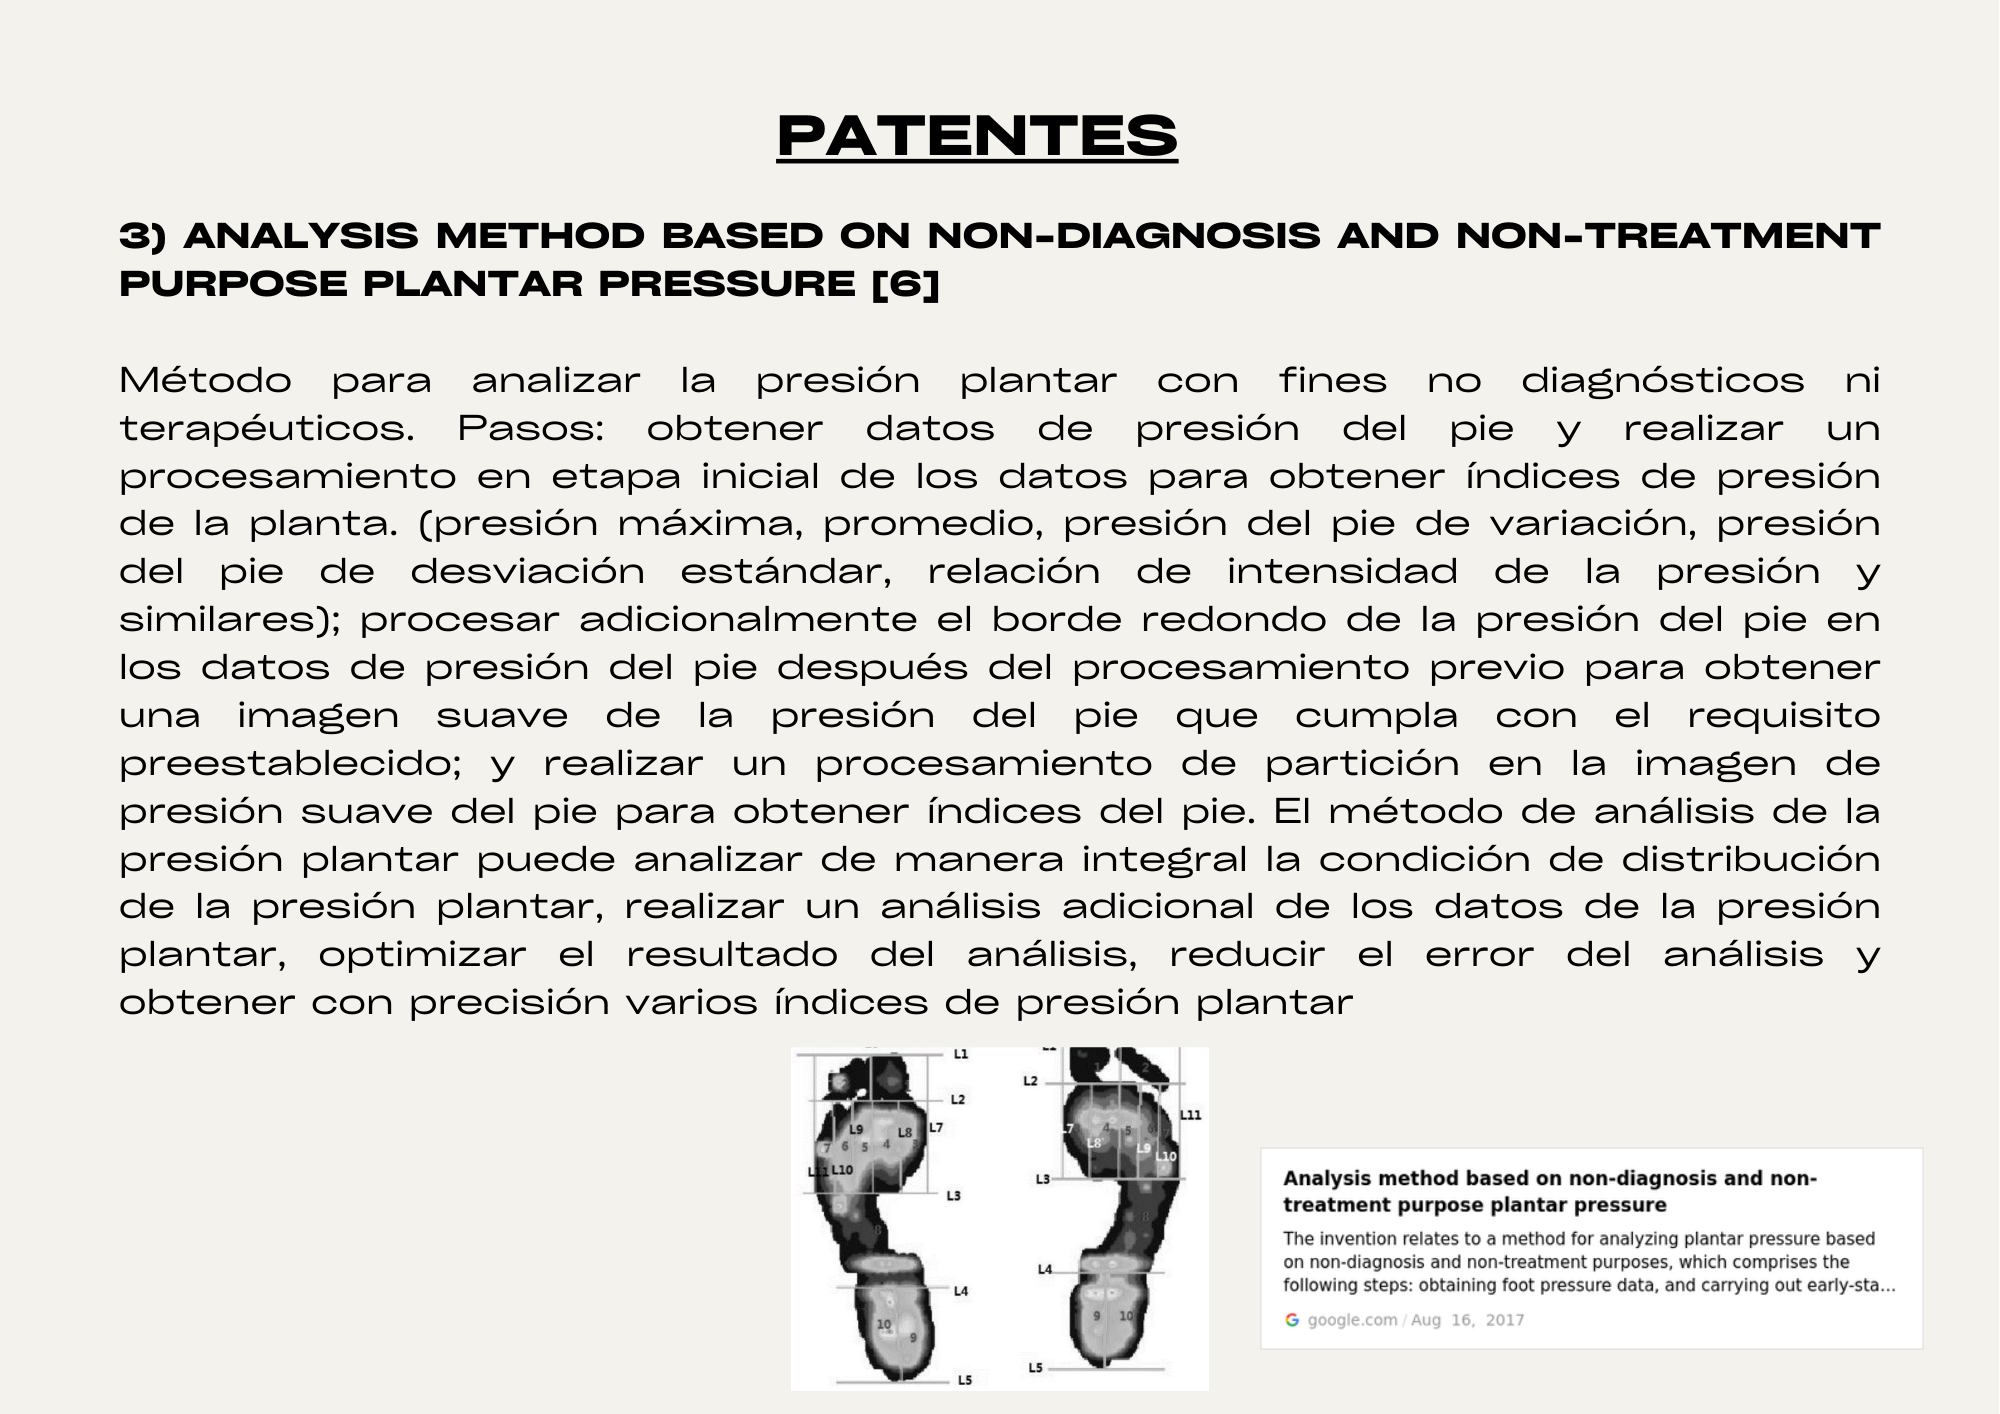 PATENTES
3) ANALYSIS METHOD BASED ON NON-DIAGNOSIS AND NON-TREATMENT
PURPOSE PLANTAR PRESSURE [6]
Método para analizar la presión plantar con fines no diagnósticos ni
terapéuticos. Pasos: obtener datos de presión del pie y realizar un
procesamiento en etapa inicial de los datos para obtener índices de presión
de la planta. (presión máxima, promedio, presión del pie de variación, presión
del pie de desviación estándar, relación de intensidad de la presión y
similares); procesar adicionalmente el borde redondo de la presión del pie en
los datos de presión del pie después del procesamiento previo para obtener
una imagen suave de la presión del pie que cumpla con el requisito
preestablecido; y realizar un procesamiento de partición en la imagen de
presión suave del pie para obtener índices del pie. El método de análisis de la
presión plantar puede analizar de manera integral la condición de distribución
de la presión plantar, realizar un análisis adicional de los datos de la presión
plantar, optimizar el resultado del análisis, reducir el error del análisis y
obtener con precisión varios índices de presión plantar
L1
L2
L9 L8 L7
7 6 5 4 3
L11 L10
L3
8
L4
10 9
L5
L1
1 2
L2
L11
L7 4 5 6
L8 L9 L10
L3
8
L4
9 10
L5
Analysis method based on non-diagnosis and non-
treatment purpose plantar pressure
The invention relates to a method for analyzing plantar pressure based
on non-diagnosis and non-treatment purposes, which comprises the
following steps: obtaining foot pressure data, and carrying out early-sta...
google.com / Aug 16, 2017